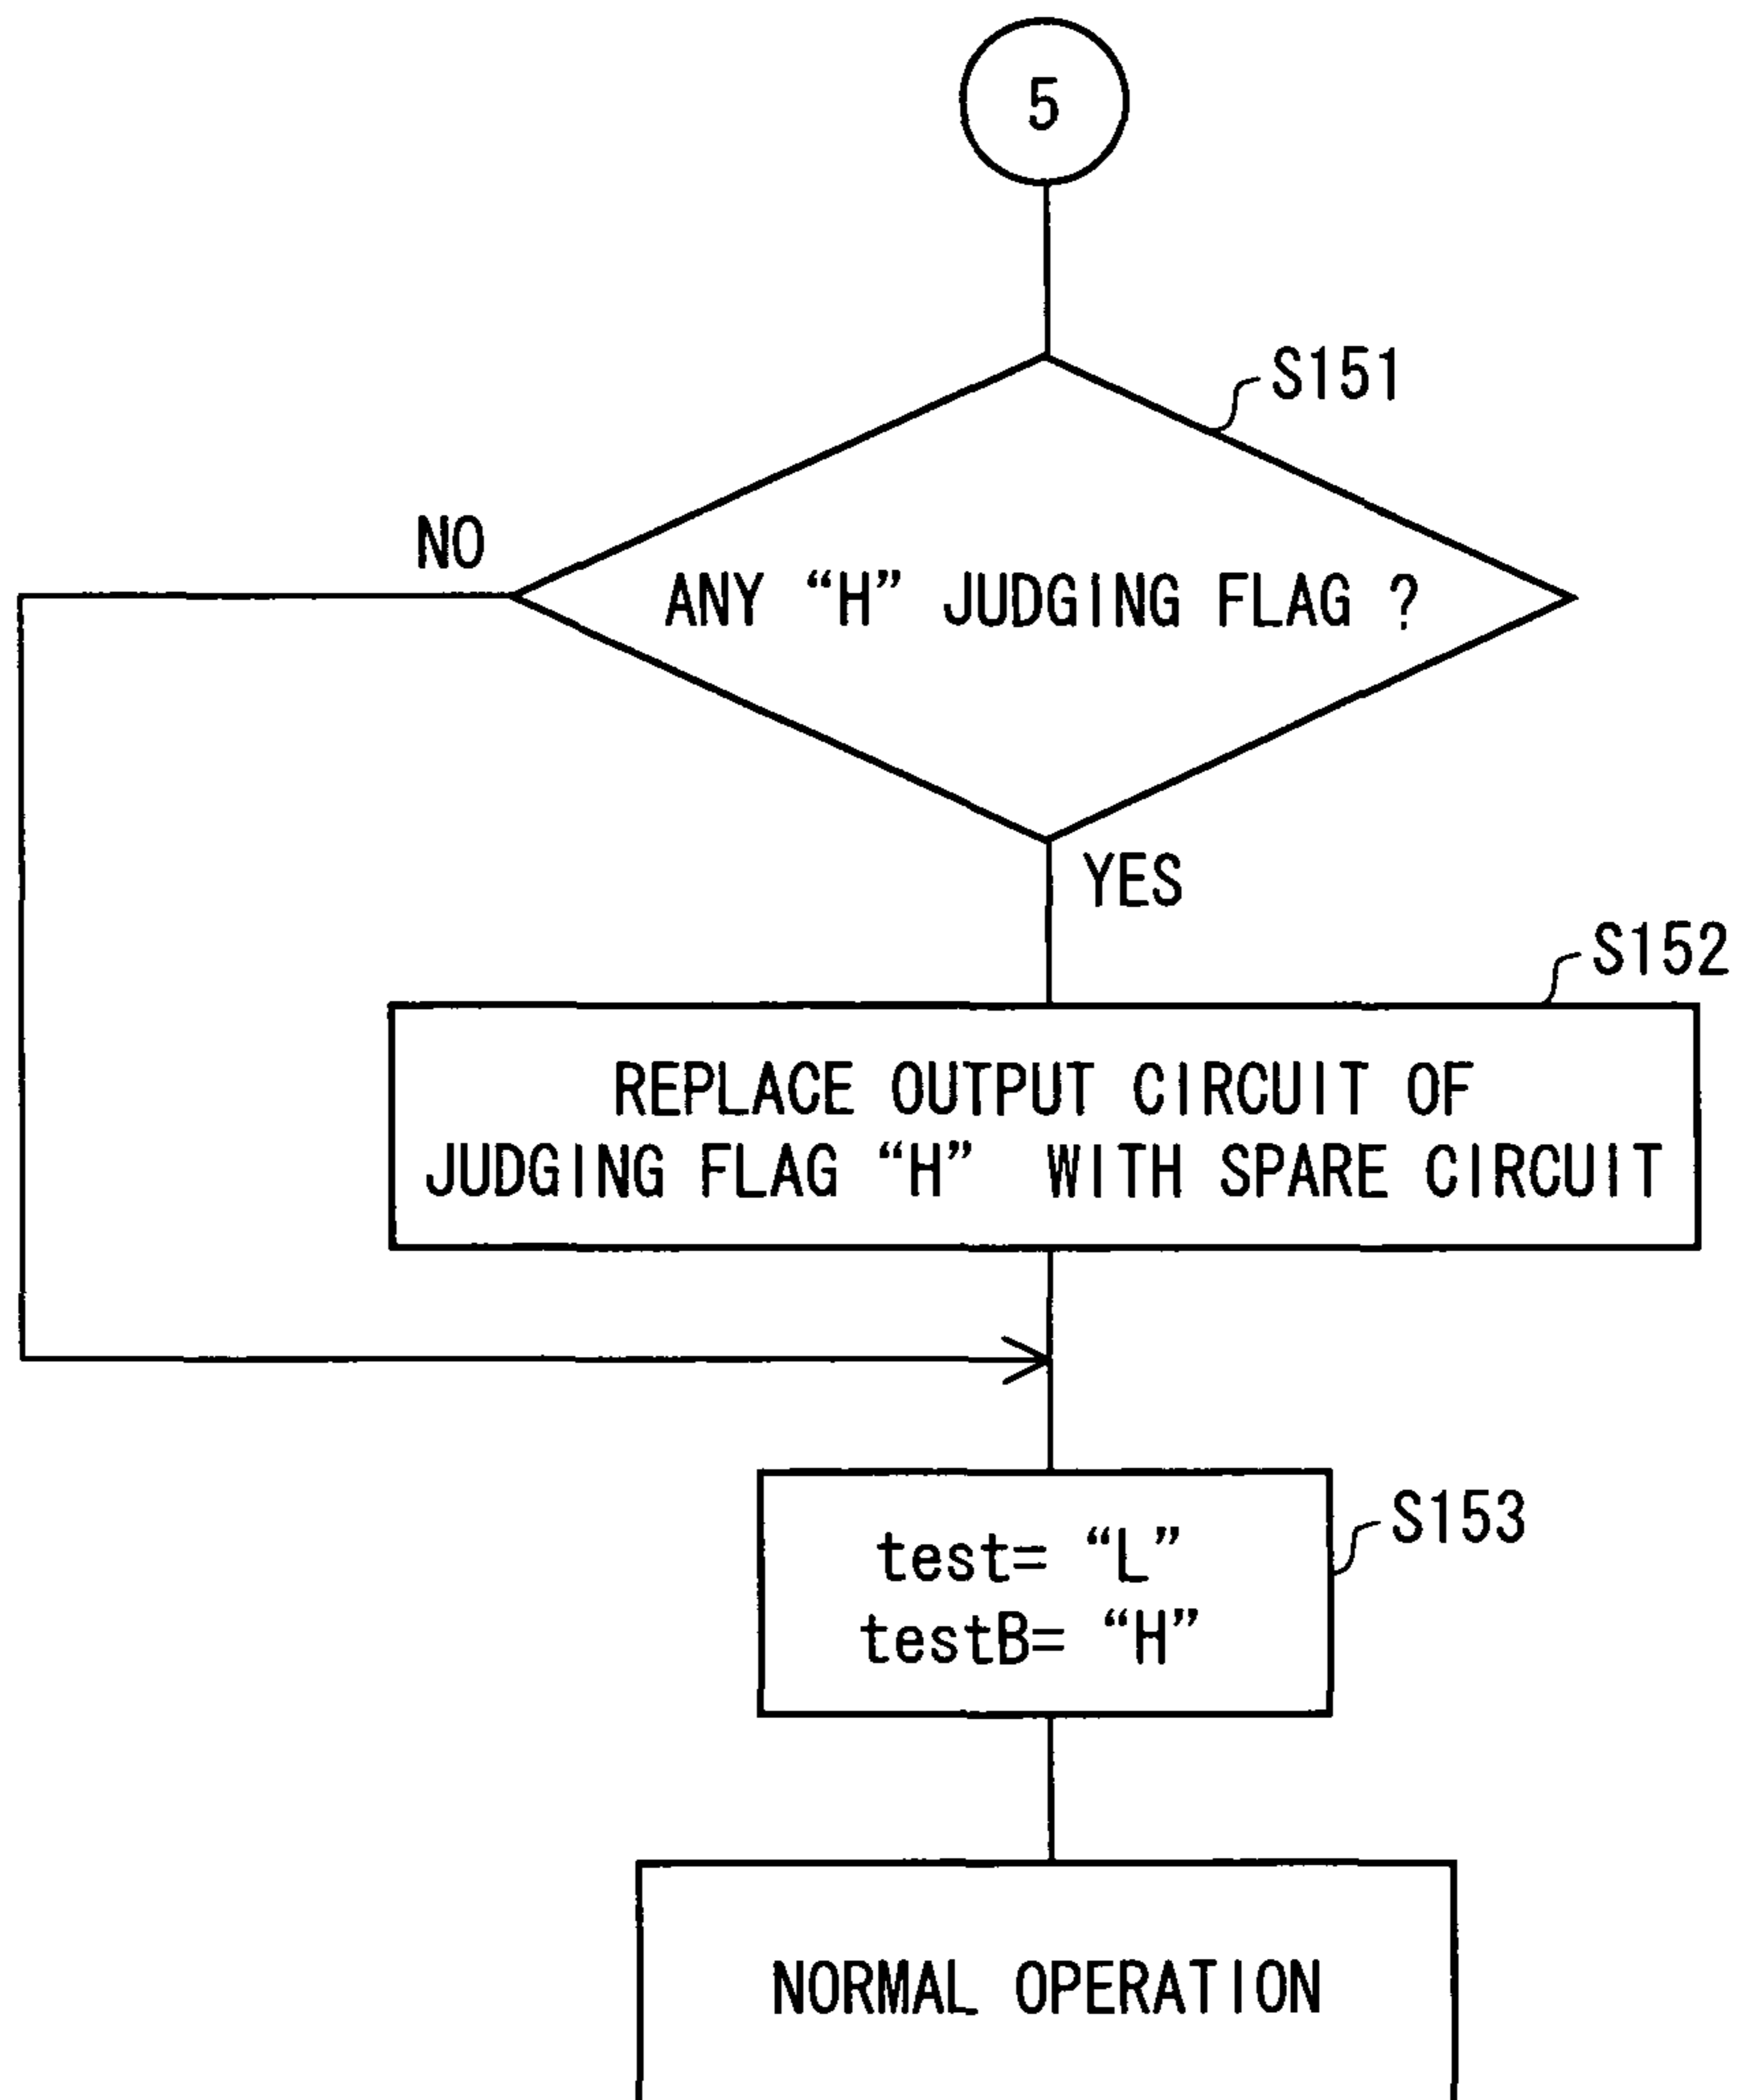 5
S151
NO
ANY “H” JUDGING FLAG ?
YES
S152
REPLACE OUTPUT CIRCUIT OF
JUDGING FLAG “H” WITH SPARE CIRCUIT
S153
test= “L”
testB= “H”
NORMAL OPERATION